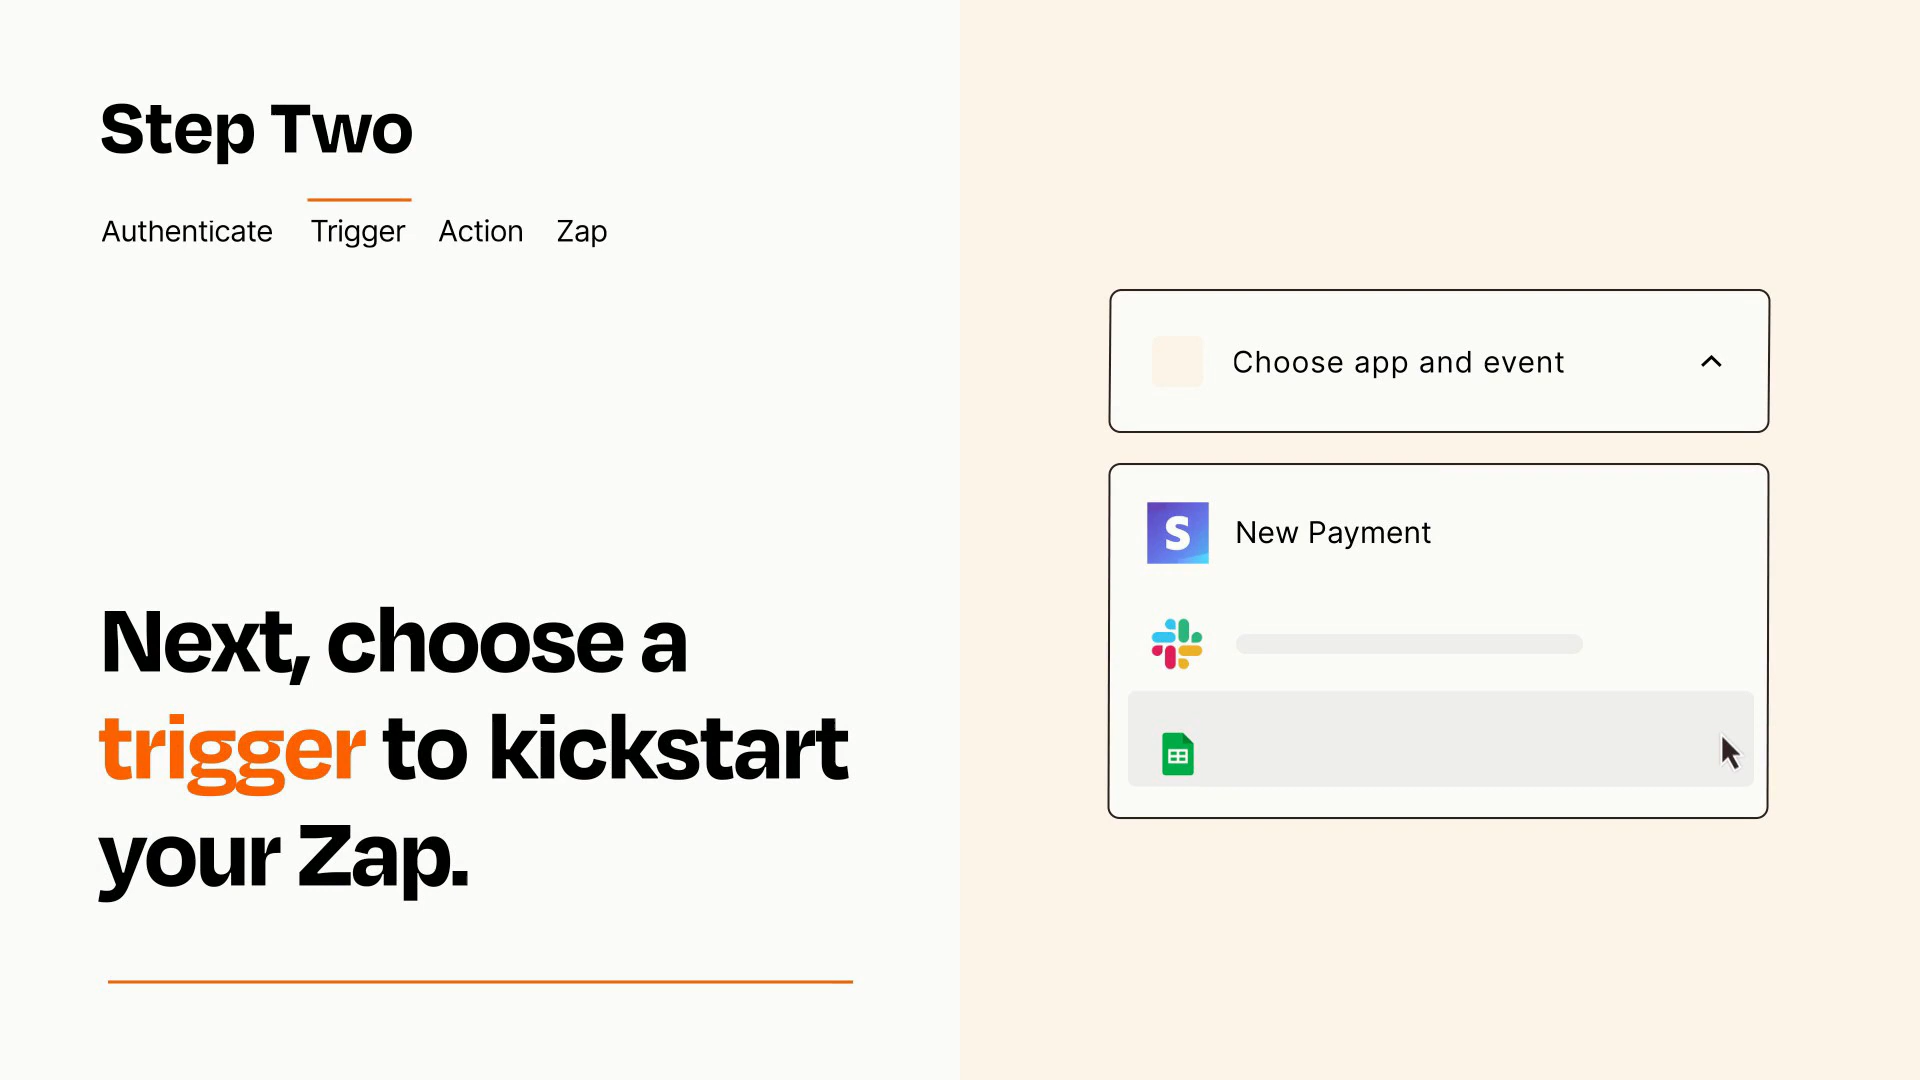 Step Two
Authenticate Trigger Action Zap
Next, choose a
trigger to kickstart
your Zap.
Choose app and event
S New Payment